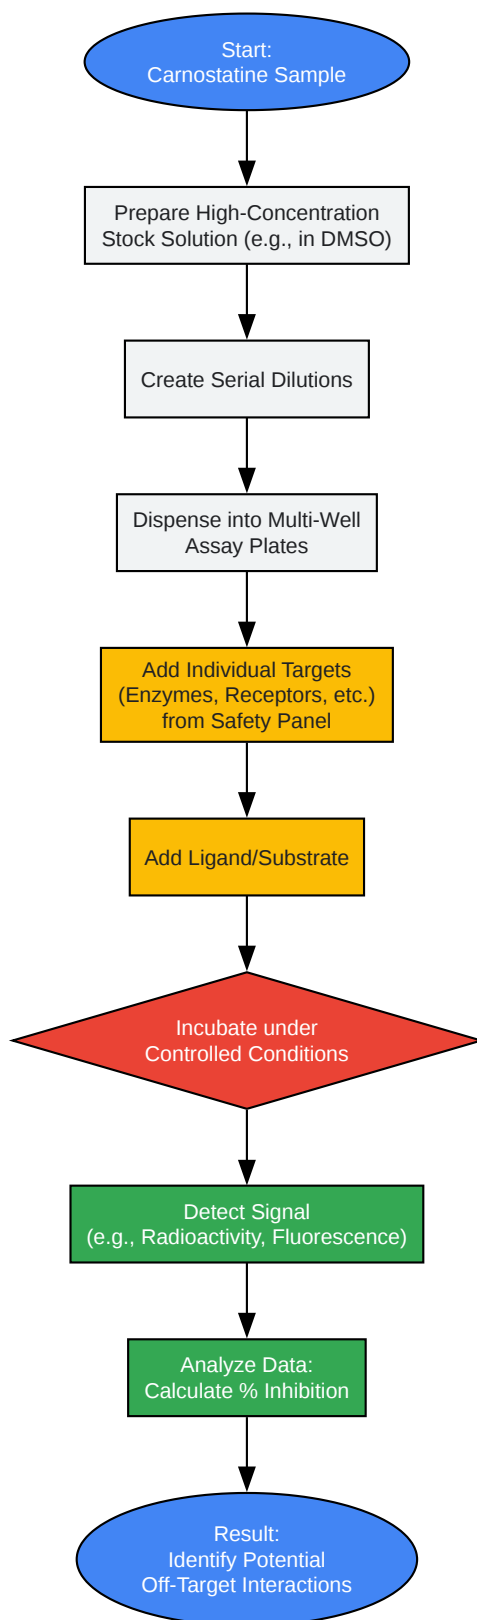 Start:
Carnostatine Sample
Prepare High-Concentration
Stock Solution (e.g., in DMSO)
Create Serial Dilutions
Dispense into Multi-Well
Assay Plates
Add Individual Targets
(Enzymes, Receptors, etc.)
from Safety Panel
Add Ligand/Substrate
Incubate under
Controlled Conditions
Detect Signal
(e.g., Radioactivity, Fluorescence)
Analyze Data:
Calculate % Inhibition
Result:
Identify Potential
Off-Target Interactions